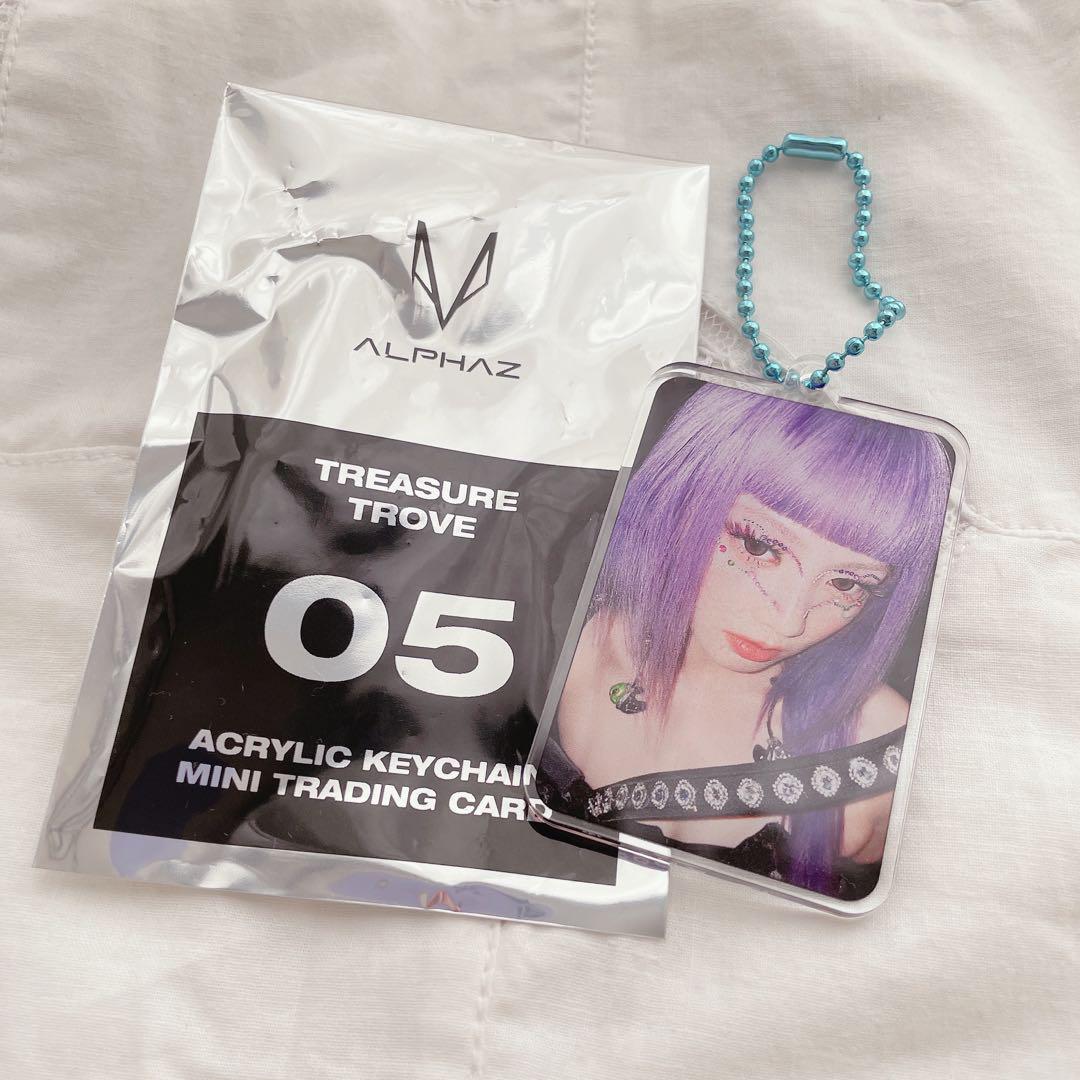 ALPHAZ
TREASURE
TROVE
05
ACRYLIC KEYCHAIN
MINI TRADING CARD